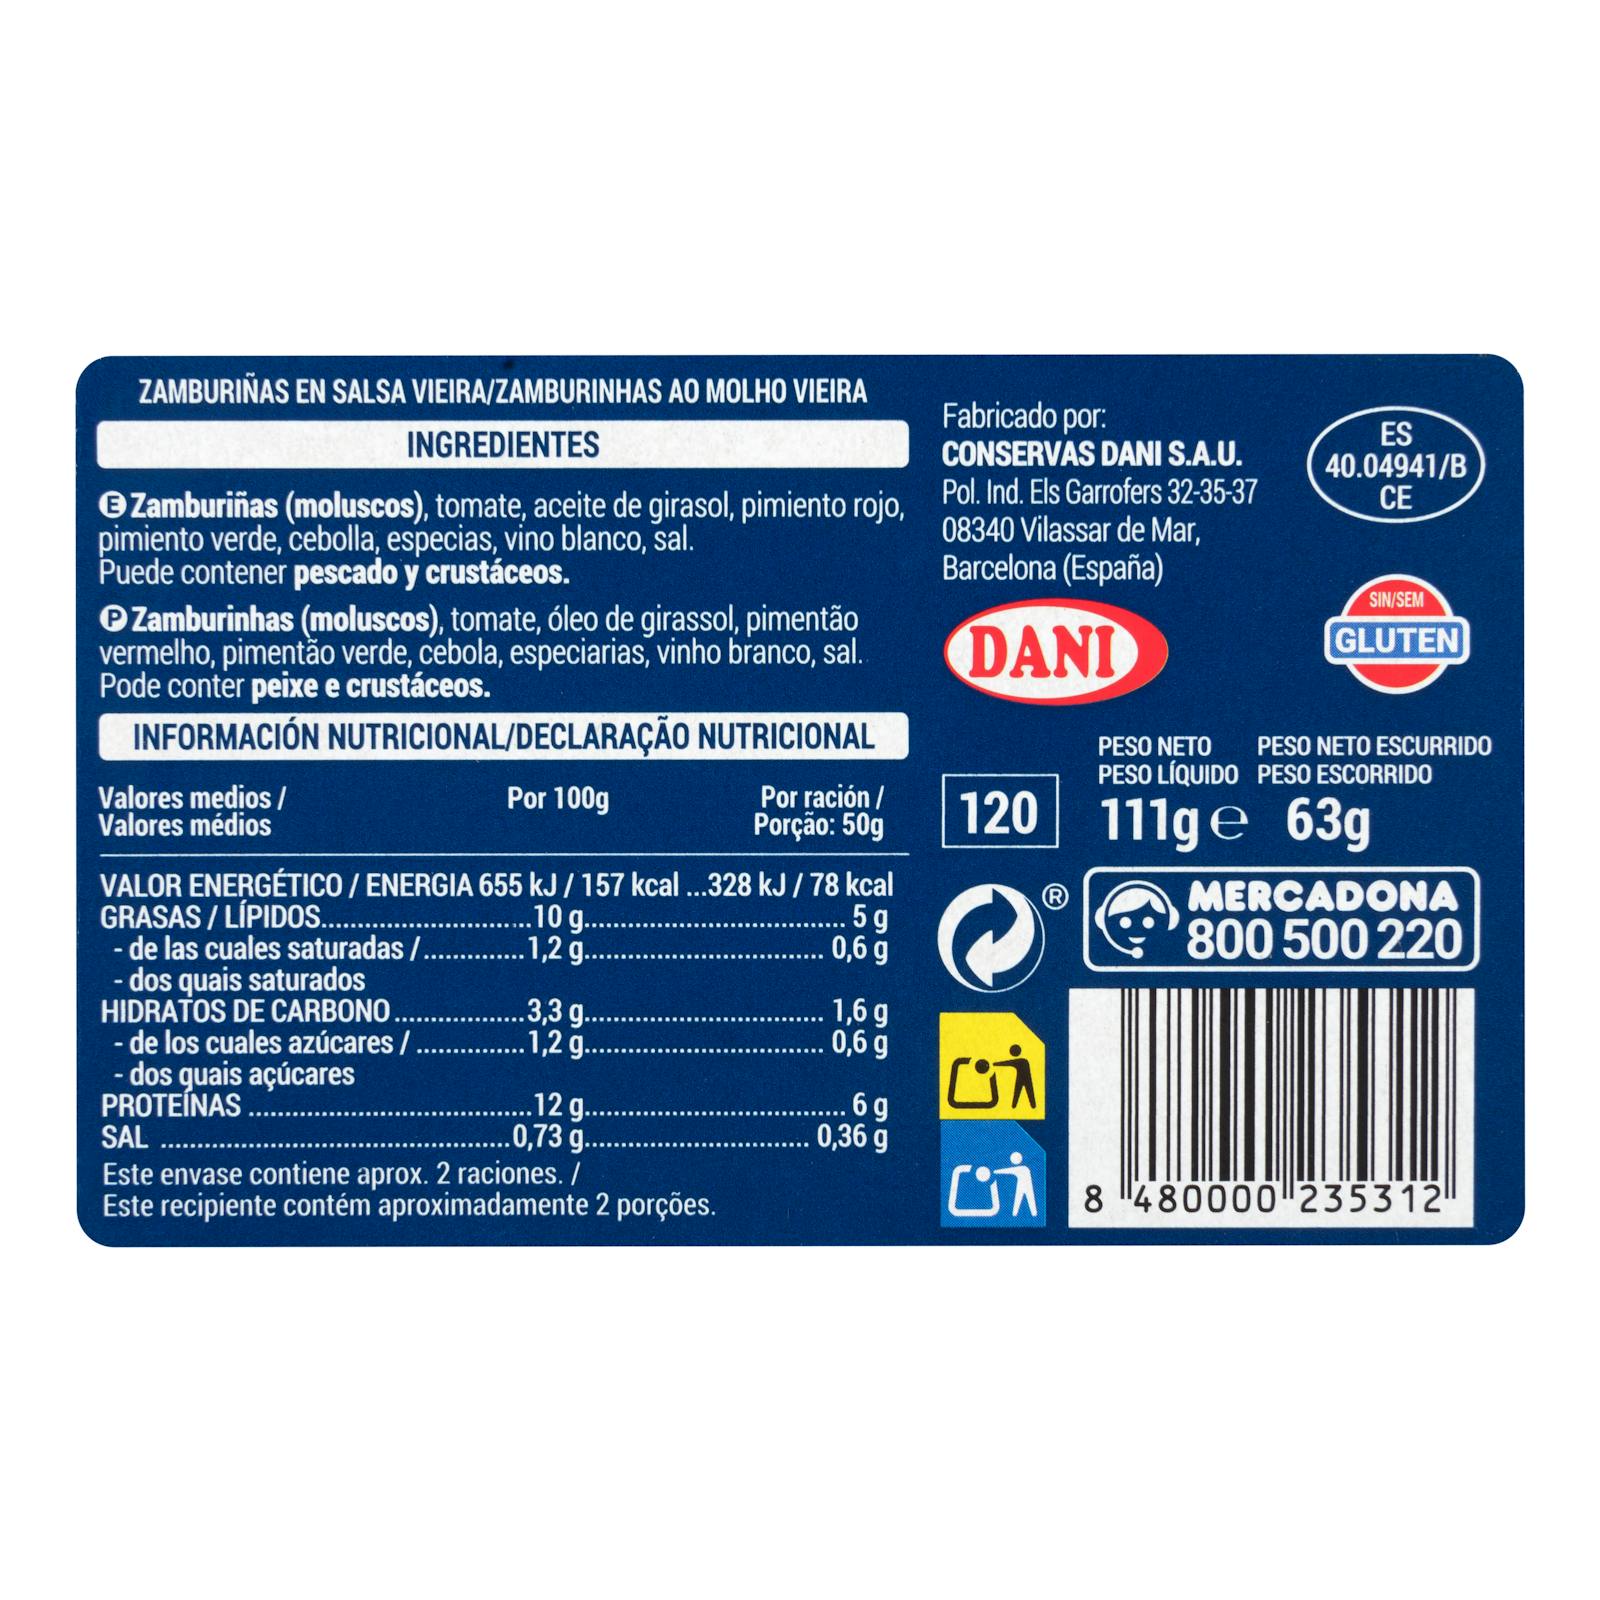 ZAMBURIÑAS EN SALSA VIEIRA/ZAMBURINHAS AO MOLHO VIEIRA
INGREDIENTES
E Zamburiñas (moluscos), tomate, aceite de girasol, pimiento rojo,
pimiento verde, cebolla, especias, vino blanco, sal.
Puede contener pescado y crustáceos.
P Zamburinhas (moluscos), tomate, óleo de girassol, pimentão
vermelho, pimentão verde, cebola, especiarias, vinho branco, sal.
Pode conter peixe e crustáceos.
INFORMACIÓN NUTRICIONAL/DECLARAÇÃO NUTRICIONAL
Valores medios / Por 100g Por ración /
Valores médios Porção: 50g
VALOR ENERGÉTICO / ENERGIA 655 kJ / 157 kcal ...328 kJ / 78 kcal
GRASAS / LÍPIDOS 10 g 5 g
- de las cuales saturadas / 1,2 g 0,6 g
- dos quais saturados
HIDRATOS DE CARBONO 3,3 g 1,6 g
- de los cuales azúcares / 1,2 g 0,6 g
- dos quais açúcares
PROTEÍNAS 12 g 6 g
SAL 0,73 g 0,36 g
Este envase contiene aprox. 2 raciones. /
Este recipiente contém aproximadamente 2 porções.
Fabricado por:
CONSERVAS DANI S.A.U.
Pol. Ind. Els Garrofers 32-35-37
08340 Vilassar de Mar,
Barcelona (España)
ES
40.04941/B
CE
DANI
SIN/SEM
GLUTEN
PESO NETO PESO NETO ESCURRIDO
PESO LÍQUIDO PESO ESCORRIDO
120 111g e 63g
®
MERCADONA
800 500 220
8 480000 235312